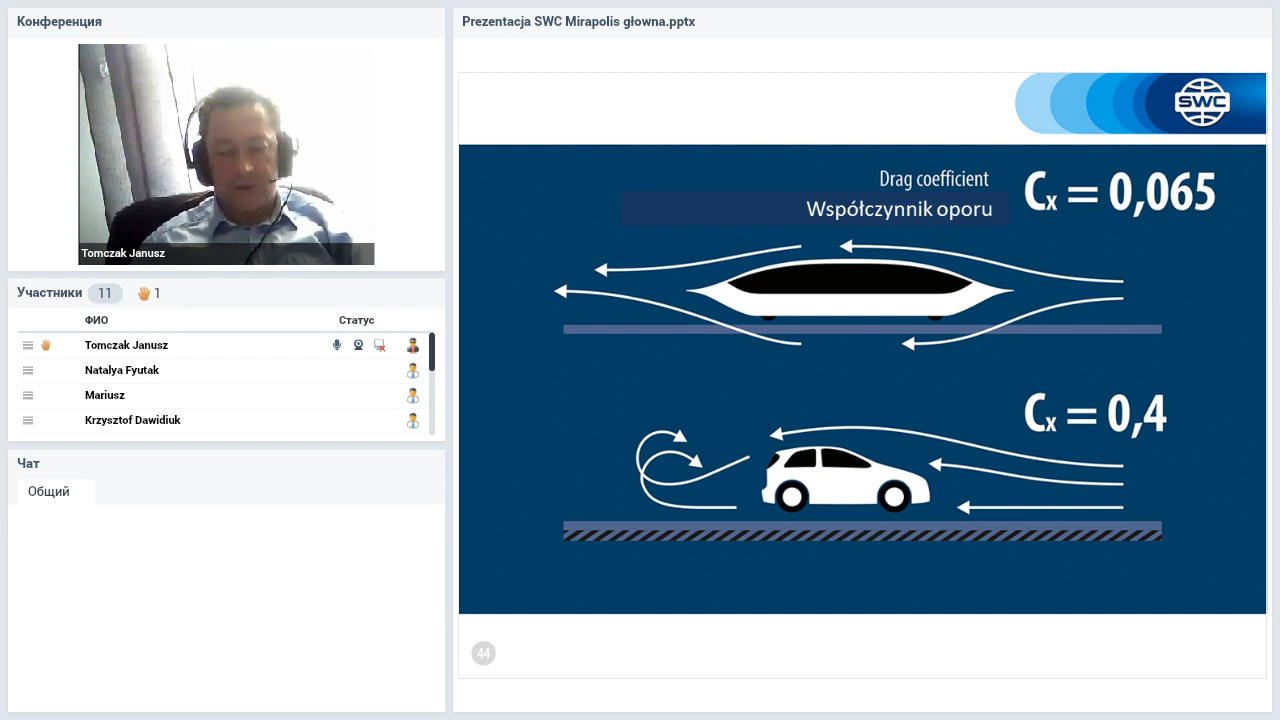 Конференция
Tomczak Janusz
Участники 11 1
ФИО Статус
Tomczak Janusz
Natalya Fyutak
Mariusz
Krzysztof Dawidiuk
Чат
Общий
Prezentacja SWC Mirapolis głowna.pptx
SWC
Drag coefficient
Współczynnik oporu
Cx = 0,065
Cx = 0,4
44